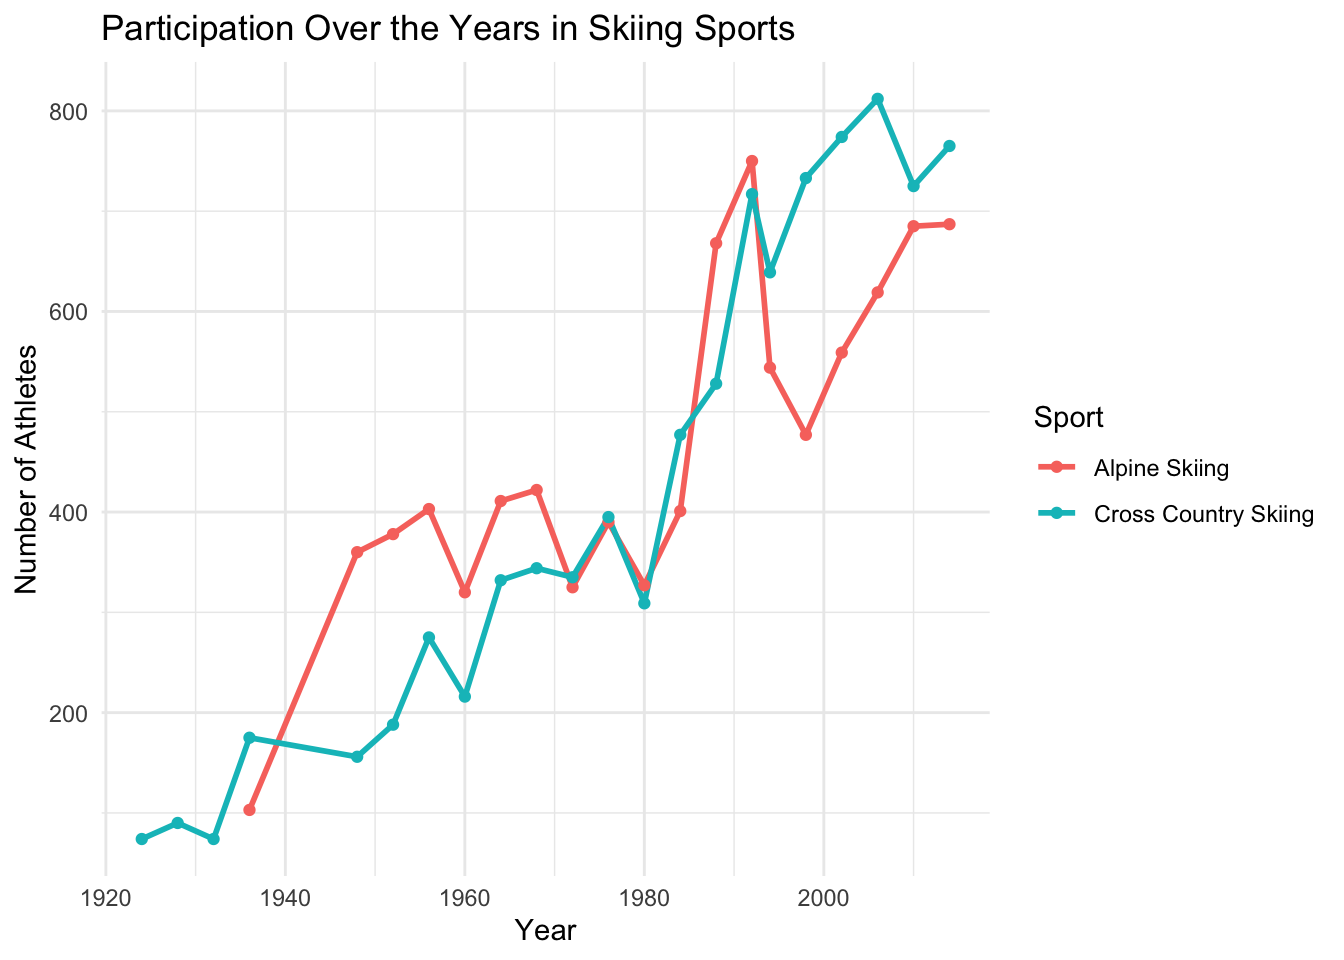 Participation Over the Years in Skiing Sports
800
600
400
200
Number of Athletes
1920 1940 1960 1980 2000
Year
Sport
Alpine Skiing
Cross Country Skiing